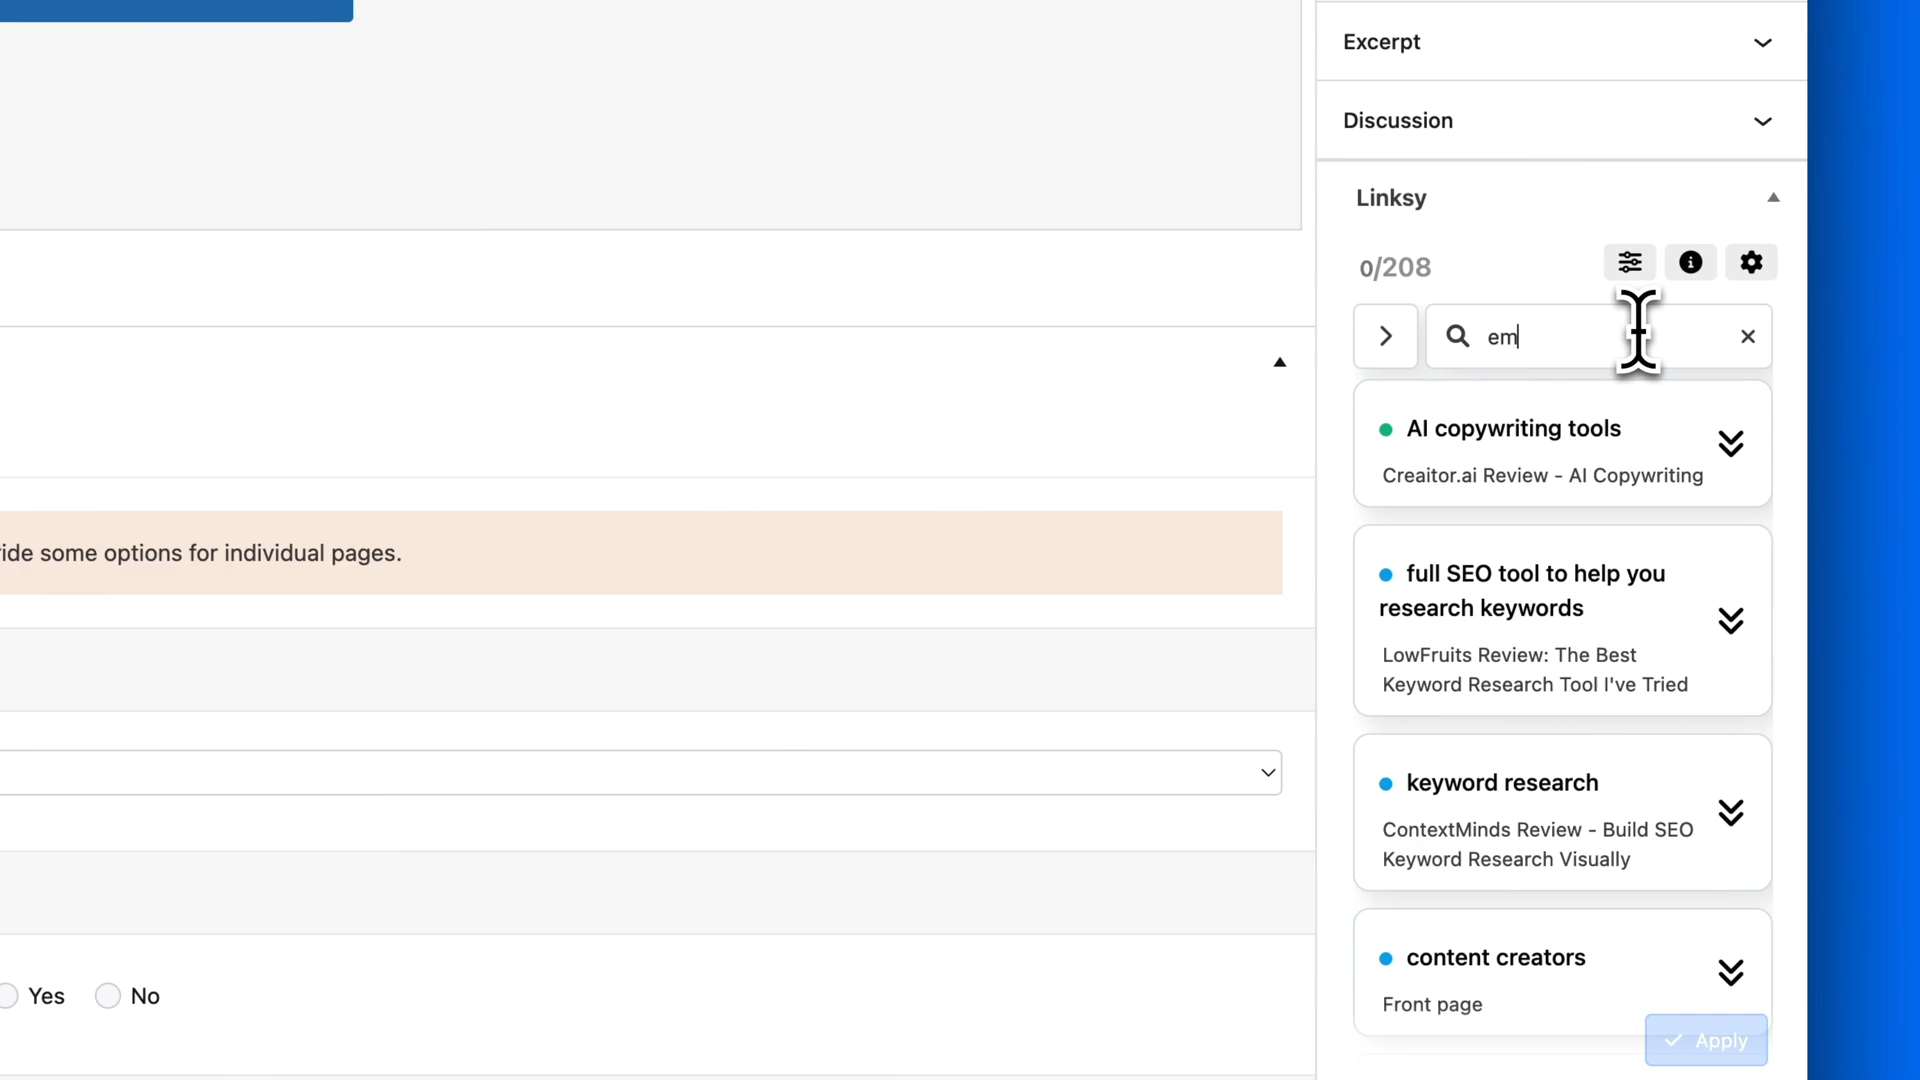 Excerpt
Discussion
Linksy
0/208
em
AI copywriting tools
Creaitor.ai Review - AI Copywriting
full SEO tool to help you
research keywords
LowFruits Review: The Best
Keyword Research Tool I've Tried
keyword research
ContextMinds Review - Build SEO
Keyword Research Visually
content creators
Front page
Apply
ide some options for individual pages.
Yes
No